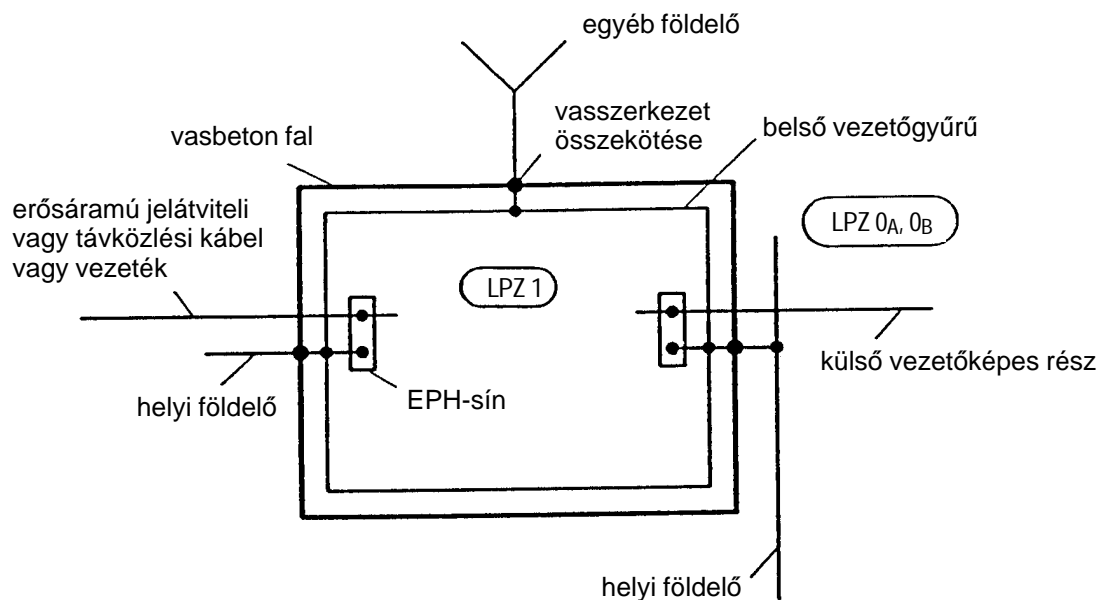 egyéb földelő
vasszerkezet
összekötése
belső vezetőgyűrű
vasbeton fal
erősáramú jelátviteli
vagy távközlési kábel
vagy vezeték
LPZ 0A, 0B
LPZ 1
külső vezetőképes rész
helyi földelő
EPH-sín
helyi földelő